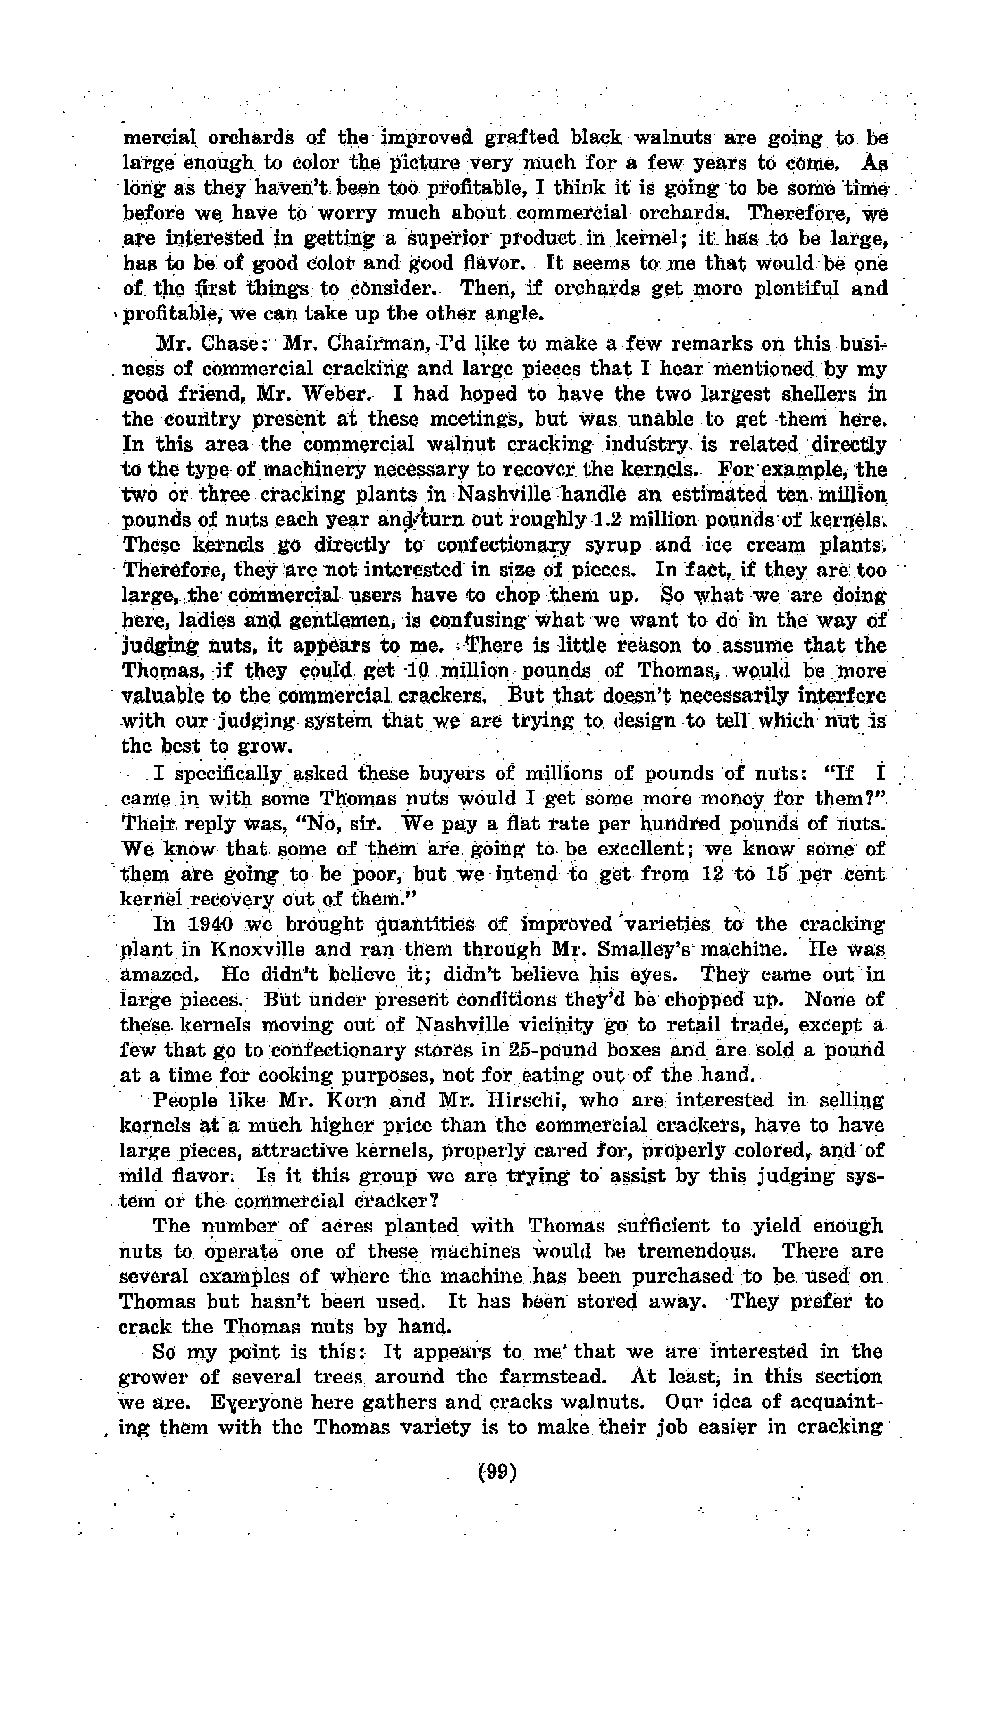 mercial orchards of the improved grafted black walnuts are going to be
large enough to color the picture very much for a few years to come. As
long as they haven't been too profitable, I think it is going to be some time
before we have to worry much about commercial orchards. Therefore, we
are interested in getting a superior product in kernel; it has to be large,
has to be of good color and good flavor. It seems to me that would be one
of the first things to consider. Then, if orchards get more plentiful and
profitable, we can take up the other angle.
Mr. Chase: Mr. Chairman, I'd like to make a few remarks on this busi-
ness of commercial cracking and large pieces that I hear mentioned by my
good friend, Mr. Weber. I had hoped to have the two largest shellers in
the country present at these meetings, but was unable to get them here.
In this area the commercial walnut cracking industry is related directly
to the type of machinery necessary to recover the kernels. For example, the
two or three cracking plants in Nashville handle an estimated ten million
pounds of nuts each year and turn out roughly 1.2 million pounds of kernels.
These kernels go directly to confectionary syrup and ice cream plants.
Therefore, they are not interested in size of pieces. In fact, if they are too
large, the commercial users have to chop them up. So what we are doing
here, ladies and gentlemen, is confusing what we want to do in the way of
judging nuts, it appears to me. There is little reason to assume that the
Thomas, if they could get 10 million pounds of Thomas, would be more
valuable to the commercial crackers. But that doesn't necessarily interfere
with our judging system that we are trying to design to tell which nut is
the best to grow.
I specifically asked these buyers of millions of pounds of nuts: "If I
came in with some Thomas nuts would I get some more money for them?"
Their reply was, "No, sir. We pay a flat rate per hundred pounds of nuts.
We know that some of them are going to be excellent; we know some of
them are going to be poor, but we intend to get from 12 to 15 per cent
kernel recovery out of them."
In 1940 we brought quantities of improved varieties to the cracking
plant in Knoxville and ran them through Mr. Smalley's machine. He was
amazed. He didn't believe it; didn't believe his eyes. They came out in
large pieces. But under present conditions they'd be chopped up. None of
these kernels moving out of Nashville vicinity go to retail trade, except a
few that go to confectionary stores in 25-pound boxes and are sold a pound
at a time for cooking purposes, not for eating out of the hand.
People like Mr. Korn and Mr. Hirschi, who are interested in selling
kernels at a much higher price than the commercial crackers, have to have
large pieces, attractive kernels, properly cared for, properly colored, and of
mild flavor. Is it this group we are trying to assist by this judging sys-
tem or the commercial cracker?
The number of acres planted with Thomas sufficient to yield enough
nuts to operate one of these machines would be tremendous. There are
several examples of where the machine has been purchased to be used on
Thomas but hasn't been used. It has been stored away. They prefer to
crack the Thomas nuts by hand.
So my point is this: It appears to me that we are interested in the
grower of several trees around the farmstead. At least, in this section
we are. Everyone here gathers and cracks walnuts. Our idea of acquaint-
ing them with the Thomas variety is to make their job easier in cracking
(99)